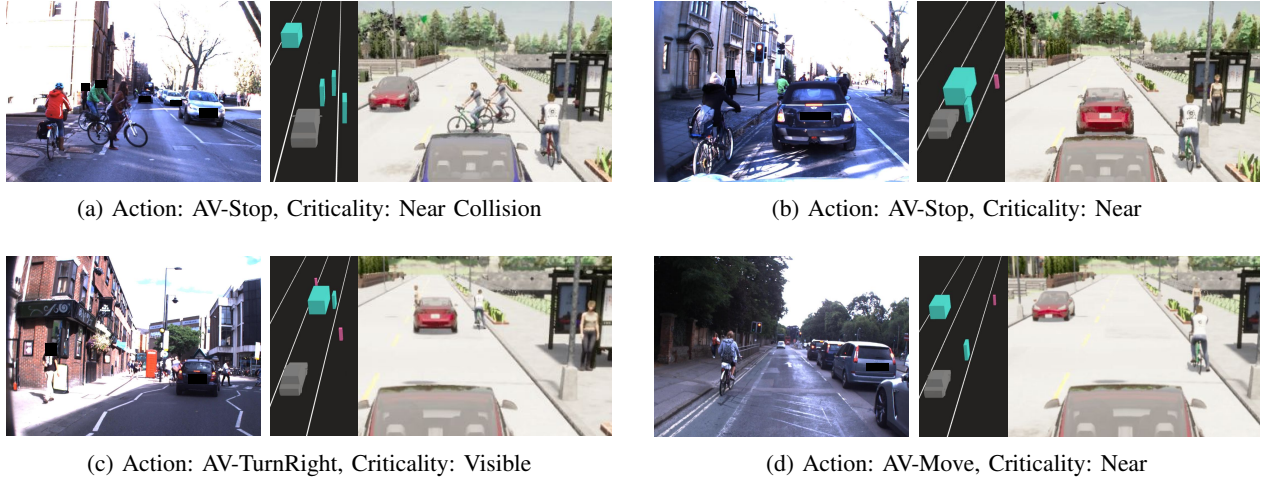 (a) Action: AV-Stop, Criticality: Near Collision
(b) Action: AV-Stop, Criticality: Near
(c) Action: AV-TurnRight, Criticality: Visible
(d) Action: AV-Move, Criticality: Near